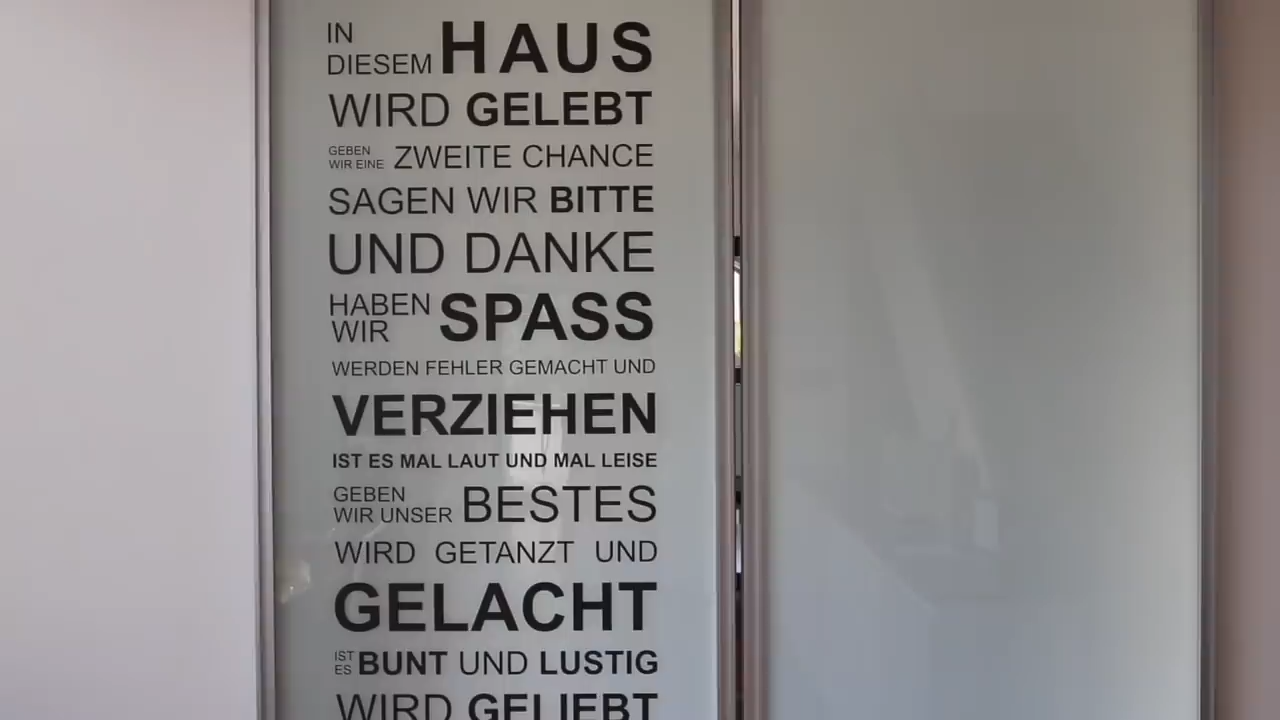 IN DIESEM HAUS
WIRD GELEBT
GEBEN WIR EINE ZWEITE CHANCE
SAGEN WIR BITTE
UND DANKE
HABEN WIR SPASS
WERDEN FEHLER GEMACHT UND
VERZIEHEN
IST ES MAL LAUT UND MAL LEISE
GEBEN WIR UNSER BESTES
WIRD GETANZT UND
GELACHT
IST ES BUNT UND LUSTIG
WIRD GELIEBT